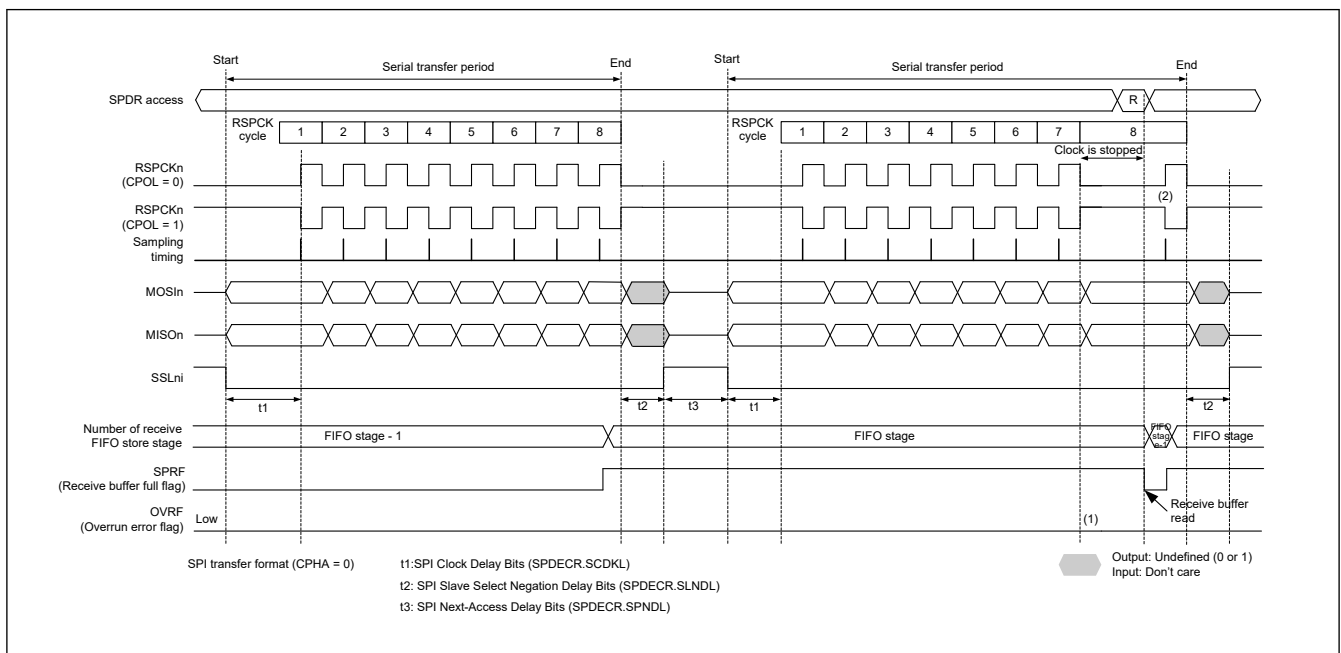 Start
Serial transfer period
End
Start
Serial transfer period
End
SPDR access
R
RSPCK
cycle
1 2 3 4 5 6 7 8
RSPCK
cycle
1 2 3 4 5 6 7 8
Clock is stopped
RSPCKn
(CPOL = 0)
(2)
RSPCKn
(CPOL = 1)
Sampling
timing
MOSIn
MISOn
SSLni
t1
t2
t3
t1
t2
Number of receive
FIFO store stage
FIFO stage - 1
FIFO stage
FIFO
stag
e-1
FIFO stage
SPRF
(Receive buffer full flag)
Receive buffer
read
OVRF
(Overrun error flag)
Low
(1)
SPI transfer format (CPHA = 0)
t1:SPI Clock Delay Bits (SPDECR.SCDKL)
t2: SPI Slave Select Negation Delay Bits (SPDECR.SLNDL)
t3: SPI Next-Access Delay Bits (SPDECR.SPNDL)
Output: Undefined (0 or 1)
Input: Don't care